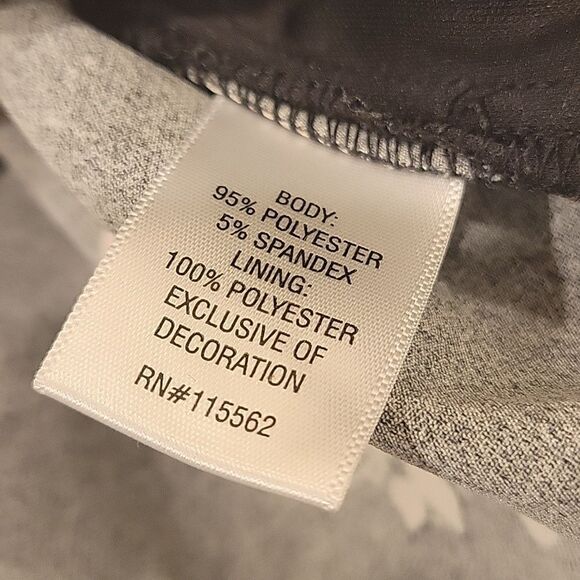 BODY:
95% POLYESTER
5% SPANDEX
LINING:
100% POLYESTER
EXCLUSIVE OF
DECORATION
RN#115562